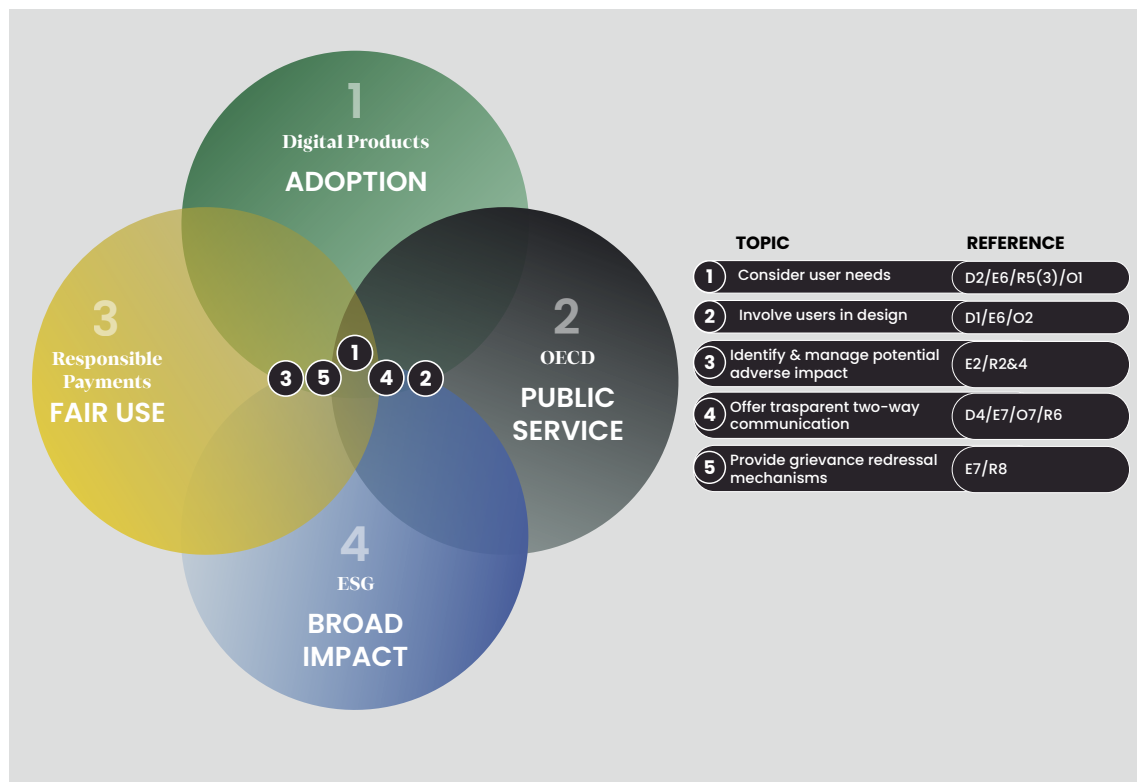 1
Digital Products
ADOPTION
3
Responsible
Payments
FAIR USE
2
OECD
PUBLIC
SERVICE
3
5
1
4
2
4
ESG
BROAD
IMPACT
TOPIC REFERENCE
1 Consider user needs D2/E6/R5(3)/O1
2 Involve users in design D1/E6/O2
3 Identify & manage potential
adverse impact E2/R2&4
4 Offer trasparent two-way
communication D4/E7/O7/R6
5 Provide grievance redressal
mechanisms E7/R8